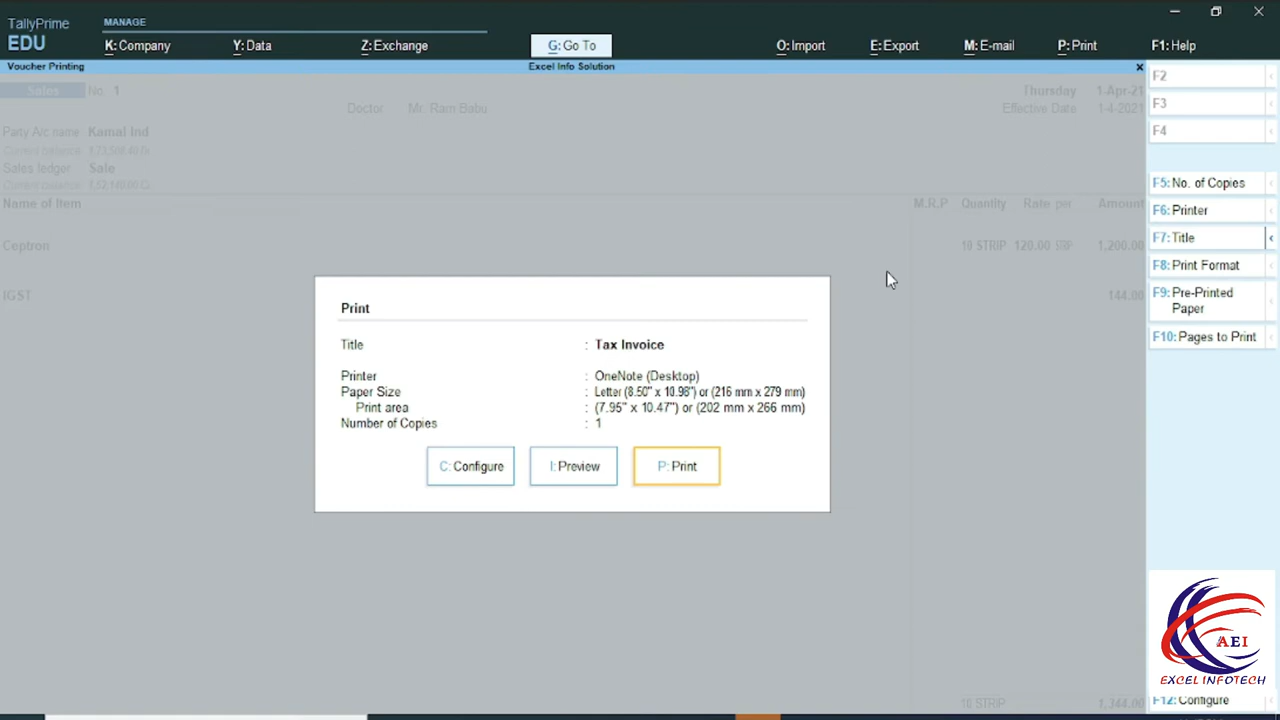 TallyPrime
EDU
MANAGE
K: Company
Y: Data
Z: Exchange
G: Go To
O: Import
E: Export
M: E-mail
P: Print
F1: Help
Voucher Printing
Excel Info Solution
×
Sales No. 1
Thursday 1-Apr-21
Doctor Mr. Ram Babu
Effective Date 1-4-2021
Party A/c name Kamal Ind
Current balance
Sales ledger Sale
Current balance
Name of Item M.R.P Quantity Rate per Amount
Ceptron 10 STRIP 120.00 STRIP 1,200.00
IGST 144.00
Print
Title : Tax Invoice
Printer : OneNote (Desktop)
Paper Size : Letter (8.50" x 10.98") or (216 mm x 279 mm)
Print area : (7.95" x 10.47") or (202 mm x 266 mm)
Number of Copies : 1
C: Configure
I: Preview
P: Print
10 STRIP 1,344.00
F2
F3
F4
F5: No. of Copies
F6: Printer
F7: Title
F8: Print Format
F9: Pre-Printed
Paper
F10: Pages to Print
AEI
EXCEL INFOTECH
F12: Configure